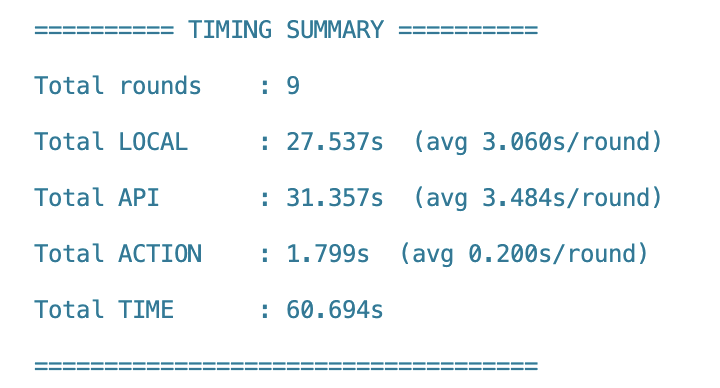 ========== TIMING SUMMARY ==========
Total rounds    : 9
Total LOCAL     : 27.537s  (avg 3.060s/round)
Total API       : 31.357s  (avg 3.484s/round)
Total ACTION    : 1.799s  (avg 0.200s/round)
Total TIME      : 60.694s
====================================